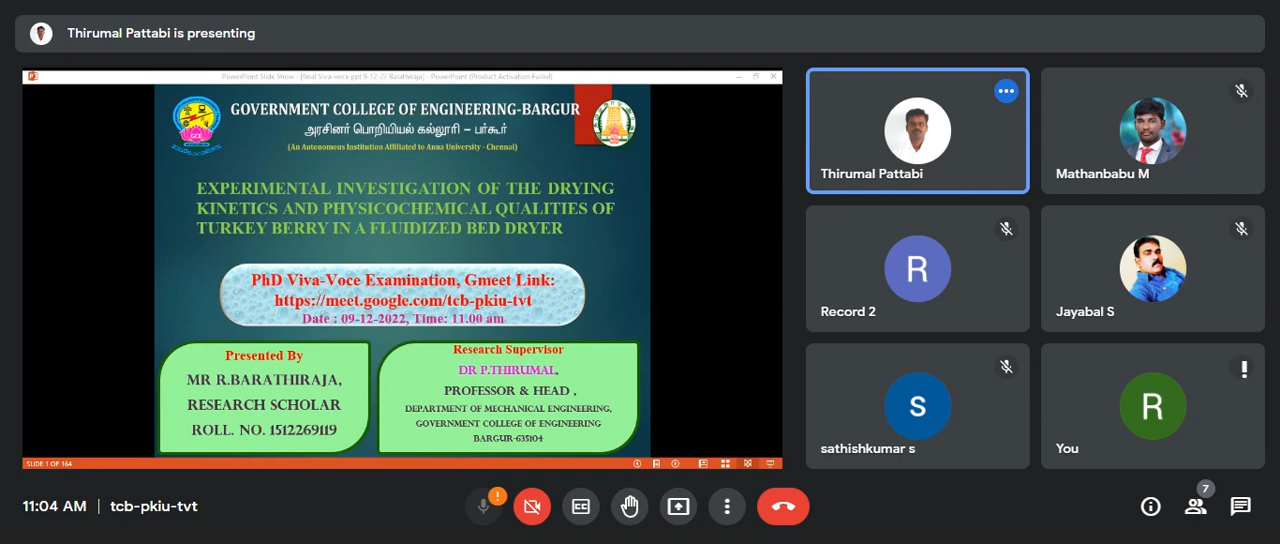 Thirumal Pattabi is presenting
PowerPoint Slide Show - [final Viva-voce ppt 9-12-22 Barathiraja] - PowerPoint (Product Activation Failed)
GOVERNMENT COLLEGE OF ENGINEERING-BARGUR
அரசினர் பொறியியல் கல்லூரி – பர்கூர்
(An Autonomous Institution Affiliated to Anna University - Chennai)
EXPERIMENTAL INVESTIGATION OF THE DRYING
KINETICS AND PHYSICOCHEMICAL QUALITIES OF
TURKEY BERRY IN A FLUIDIZED BED DRYER
PhD Viva-Voce Examination, Gmeet Link:
https://meet.google.com/tcb-pkiu-tvt
Date : 09-12-2022, Time: 11.00 am
Presented By
MR R.BARATHIRAJA,
RESEARCH SCHOLAR
ROLL. NO. 1512269119
Research Supervisor
DR P.THIRUMAL,
PROFESSOR & HEAD ,
DEPARTMENT OF MECHANICAL ENGINEERING,
GOVERNMENT COLLEGE OF ENGINEERING
BARGUR-635104
SLIDE 1 OF 164
Thirumal Pattabi
Mathanbabu M
R
Record 2
Jayabal S
s
sathishkumar s
R
You
11:04 AM | tcb-pkiu-tvt
CC
7